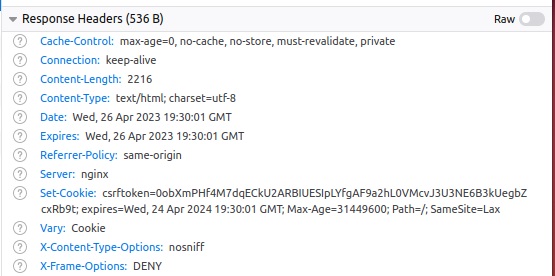 Response Headers (536 B)
Raw
Cache-Control: max-age=0, no-cache, no-store, must-revalidate, private
Connection: keep-alive
Content-Length: 2216
Content-Type: text/html; charset=utf-8
Date: Wed, 26 Apr 2023 19:30:01 GMT
Expires: Wed, 26 Apr 2023 19:30:01 GMT
Referrer-Policy: same-origin
Server: nginx
Set-Cookie: csrftoken=0obXmPHf4M7dqECkU2ARBIUESIpLYfgAF9a2hL0VMcvJ3U3NE6B3kUegbZ
cxRb9t; expires=Wed, 24 Apr 2024 19:30:01 GMT; Max-Age=31449600; Path=/; SameSite=Lax
Vary: Cookie
X-Content-Type-Options: nosniff
X-Frame-Options: DENY